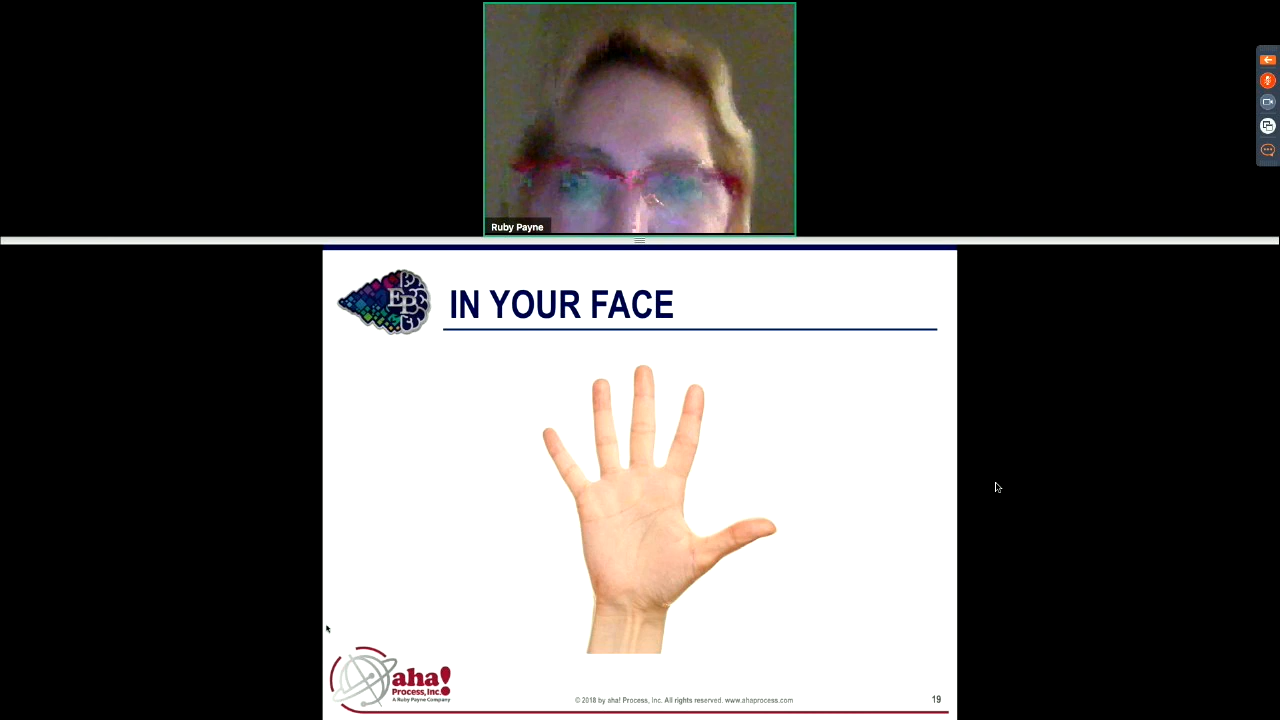 Ruby Payne
EP
IN YOUR FACE
aha!
Process, Inc.
A Ruby Payne Company
© 2018 by aha! Process, Inc. All rights reserved. www.ahaprocess.com
19